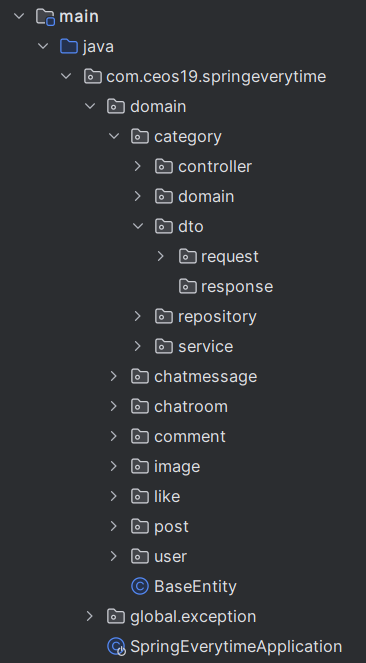 main
java
com.ceos19.springeverytime
domain
category
controller
domain
dto
request
response
repository
service
chatmessage
chatroom
comment
image
like
post
user
BaseEntity
global.exception
SpringEverytimeApplication